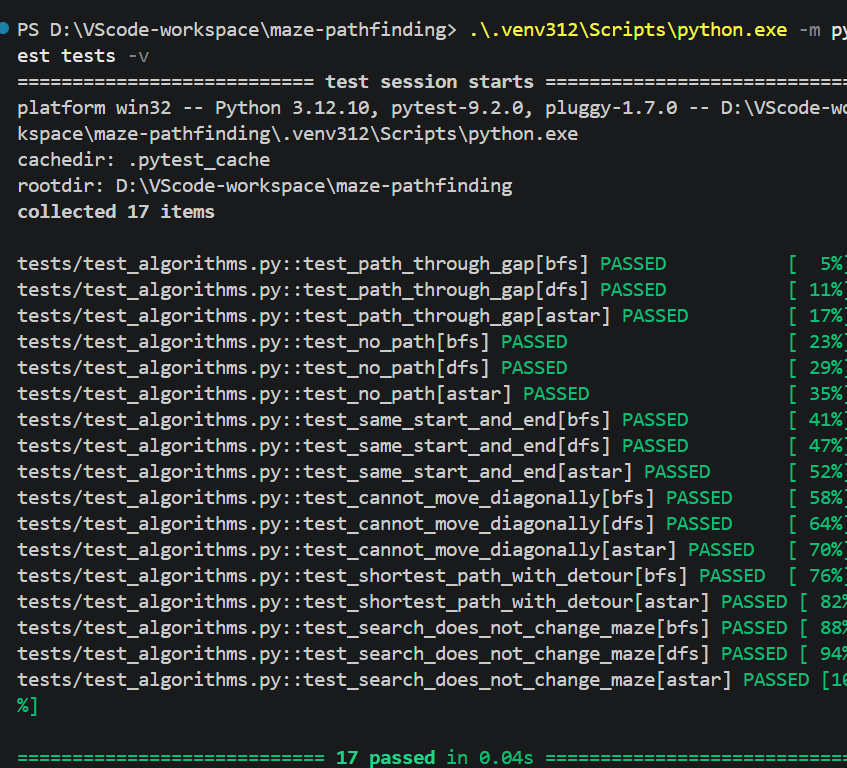 PS D:\VScode-workspace\maze-pathfinding> .\.venv312\Scripts\python.exe -m py
est tests -v
=========================== test session starts ===========================
platform win32 -- Python 3.12.10, pytest-9.2.0, pluggy-1.7.0 -- D:\VScode-wo
kspace\maze-pathfinding\.venv312\Scripts\python.exe
cachedir: .pytest_cache
rootdir: D:\VScode-workspace\maze-pathfinding
collected 17 items
tests/test_algorithms.py::test_path_through_gap[bfs] PASSED [  5%]
tests/test_algorithms.py::test_path_through_gap[dfs] PASSED [ 11%]
tests/test_algorithms.py::test_path_through_gap[astar] PASSED [ 17%]
tests/test_algorithms.py::test_no_path[bfs] PASSED [ 23%]
tests/test_algorithms.py::test_no_path[dfs] PASSED [ 29%]
tests/test_algorithms.py::test_no_path[astar] PASSED [ 35%]
tests/test_algorithms.py::test_same_start_and_end[bfs] PASSED [ 41%]
tests/test_algorithms.py::test_same_start_and_end[dfs] PASSED [ 47%]
tests/test_algorithms.py::test_same_start_and_end[astar] PASSED [ 52%]
tests/test_algorithms.py::test_cannot_move_diagonally[bfs] PASSED [ 58%]
tests/test_algorithms.py::test_cannot_move_diagonally[dfs] PASSED [ 64%]
tests/test_algorithms.py::test_cannot_move_diagonally[astar] PASSED [ 70%]
tests/test_algorithms.py::test_shortest_path_with_detour[bfs] PASSED [ 76%]
tests/test_algorithms.py::test_shortest_path_with_detour[astar] PASSED [ 82%
tests/test_algorithms.py::test_search_does_not_change_maze[bfs] PASSED [ 88%
tests/test_algorithms.py::test_search_does_not_change_maze[dfs] PASSED [ 94%
tests/test_algorithms.py::test_search_does_not_change_maze[astar] PASSED [10
%]
============================ 17 passed in 0.04s ============================